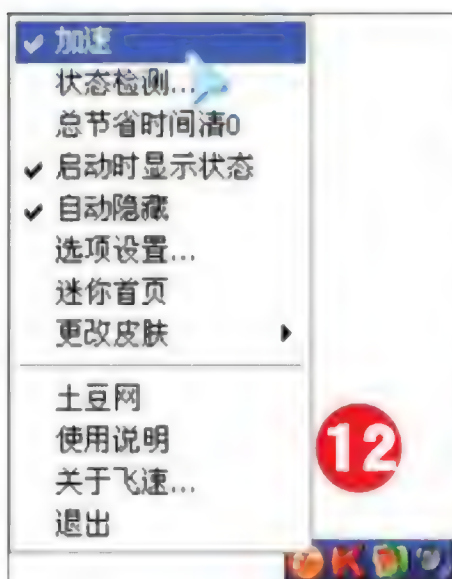 加速
状态检测...
总节省时间清0
启动时显示状态
自动隐藏
选项设置...
迷你首页
更改皮肤
土豆网
使用说明
关于飞速...
退出
12